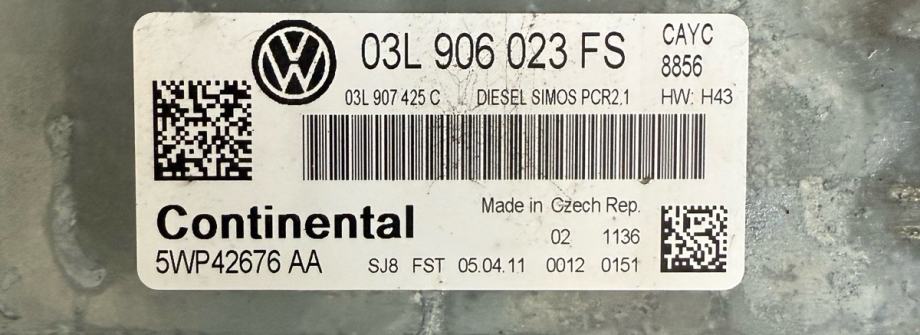 03L 906 023 FS CAYC
8856
03L 907 425 C DIESEL SIMOS PCR2.1 HW: H43
Made in Czech Rep.
Continental 02 1136
5WP42676 AA SJ8 FST 05.04.11 0012 0151